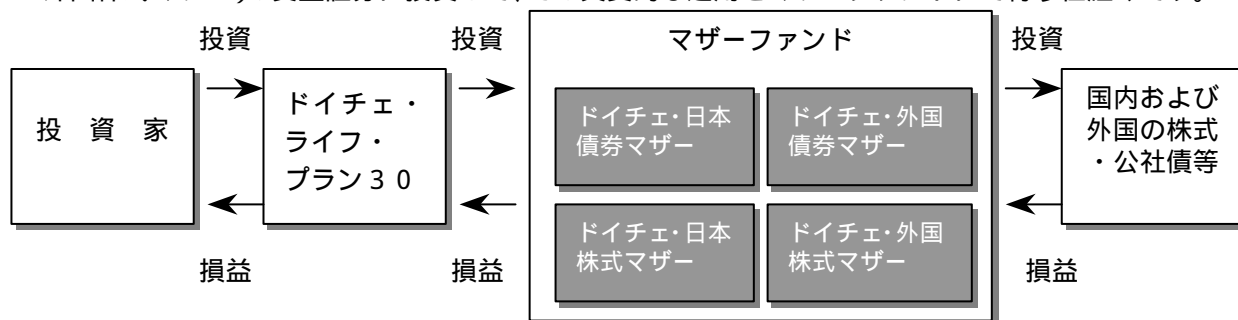 投資
投資
マザーファンド
投資
投 資 家
ドイチェ・
ライフ・
プラン３０
ドイチェ・日本
債券マザー
ドイチェ・外国
債券マザー
国内および
外国の株式
・公社債等
ドイチェ・日本
株式マザー
ドイチェ・外国
株式マザー
損益
損益
損益